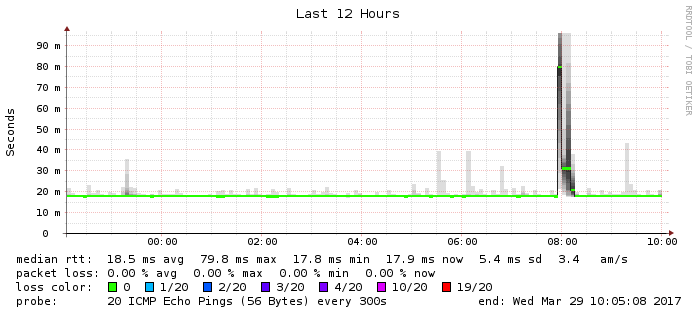 Last 12 Hours
RRDTOOL / TOBI OETIKER
Seconds
90 m
80 m
70 m
60 m
50 m
40 m
30 m
20 m
10 m
0
00:00 02:00 04:00 06:00 08:00 10:00
median rtt: 18.5 ms avg 79.8 ms max 17.8 ms min 17.9 ms now 5.4 ms sd 3.4 am/s
packet loss: 0.00 % avg 0.00 % max 0.00 % min 0.00 % now
loss color: 0 1/20 2/20 3/20 4/20 10/20 19/20
probe: 20 ICMP Echo Pings (56 Bytes) every 300s end: Wed Mar 29 10:05:08 2017